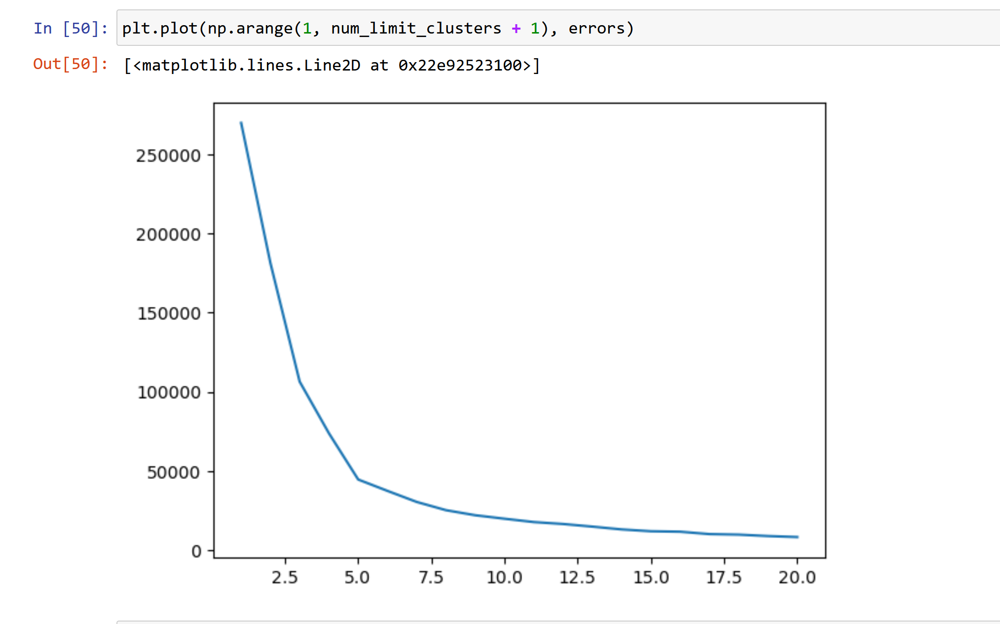 In [50]: plt.plot(np.arange(1, num_limit_clusters + 1), errors)
Out[50]: [<matplotlib.lines.Line2D at 0x22e92523100>]
250000
200000
150000
100000
50000
0
2.5 5.0 7.5 10.0 12.5 15.0 17.5 20.0